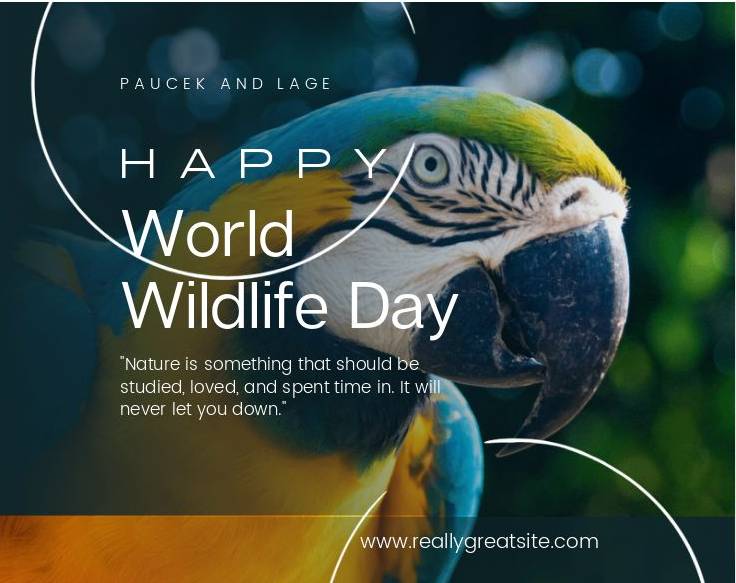 PAUCEK AND LAGE
HAPPY
World
Wildlife Day
"Nature is something that should be
studied, loved, and spent time in. It will
never let you down."
www.reallygreatsite.com